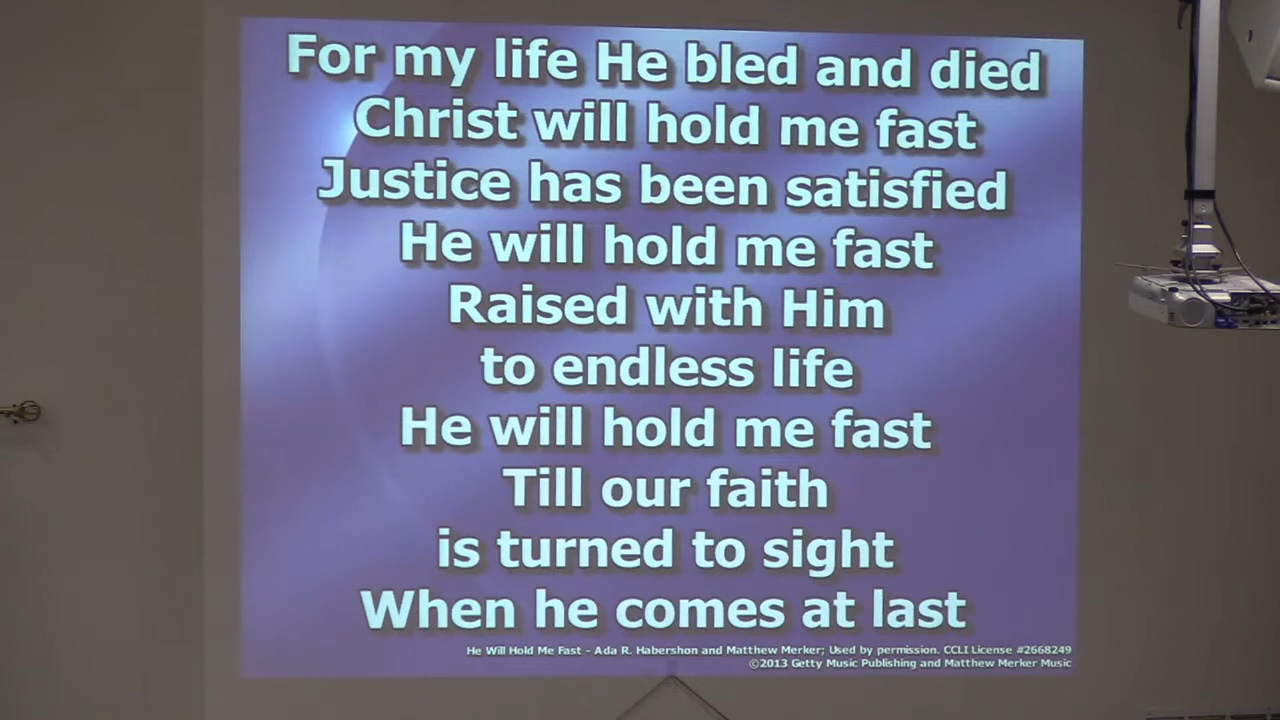 For my life He bled and died
Christ will hold me fast
Justice has been satisfied
He will hold me fast
Raised with Him
to endless life
He will hold me fast
Till our faith
is turned to sight
When he comes at last
He Will Hold Me Fast - Ada R. Habershon and Matthew Merker; Used by permission. CCLI License #2668249
©2013 Getty Music Publishing and Matthew Merker Music